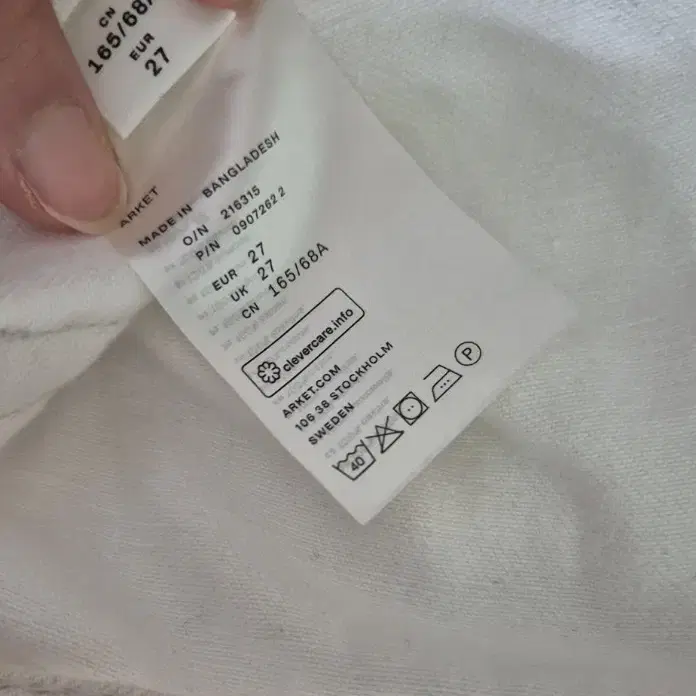 CN
165/68A
EUR
27
ARKET
MADE IN BANGLADESH
O/N 216315
P/N 0907262 2
EUR 27
UK 27
CN 165/68A
clevercare.info
ARKET.COM
106 38 STOCKHOLM
SWEDEN
40
P